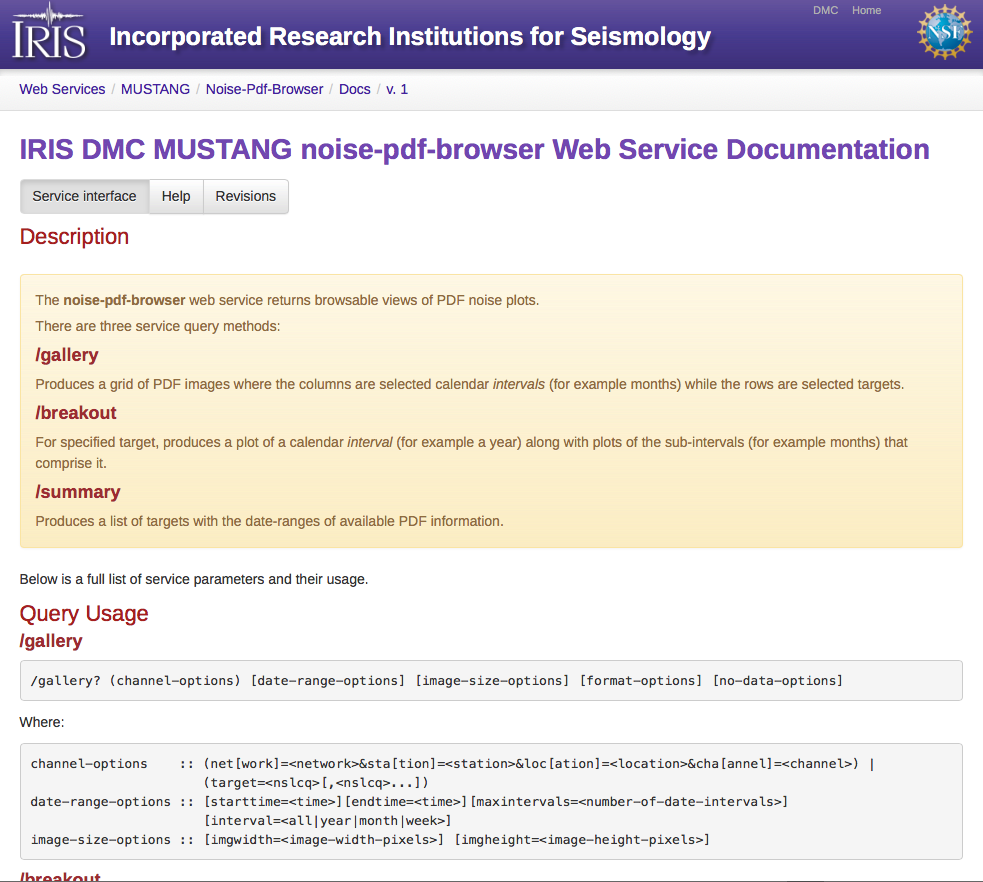 DMC Home
IRIS
Incorporated Research Institutions for Seismology
NSF
Web Services / MUSTANG / Noise-Pdf-Browser / Docs / v. 1
IRIS DMC MUSTANG noise-pdf-browser Web Service Documentation
Service interface Help Revisions
Description
The noise-pdf-browser web service returns browsable views of PDF noise plots.
There are three service query methods:
/gallery
Produces a grid of PDF images where the columns are selected calendar intervals (for example months) while the rows are selected targets.
/breakout
For specified target, produces a plot of a calendar interval (for example a year) along with plots of the sub-intervals (for example months) that
comprise it.
/summary
Produces a list of targets with the date-ranges of available PDF information.
Below is a full list of service parameters and their usage.
Query Usage
/gallery
/gallery? (channel-options) [date-range-options] [image-size-options] [format-options] [no-data-options]
Where:
channel-options :: (net[work]=<network>&sta[tion]=<station>&loc[ation]=<location>&cha[annel]=<channel>) |
(target=<nslcq>[,<nslcq>...])
date-range-options :: [starttime=<time>][endtime=<time>][maxintervals=<number-of-date-intervals>]
[interval=<all|year|month|week>]
image-size-options :: [imgwidth=<image-width-pixels>] [imgheight=<image-height-pixels>]
/breakout